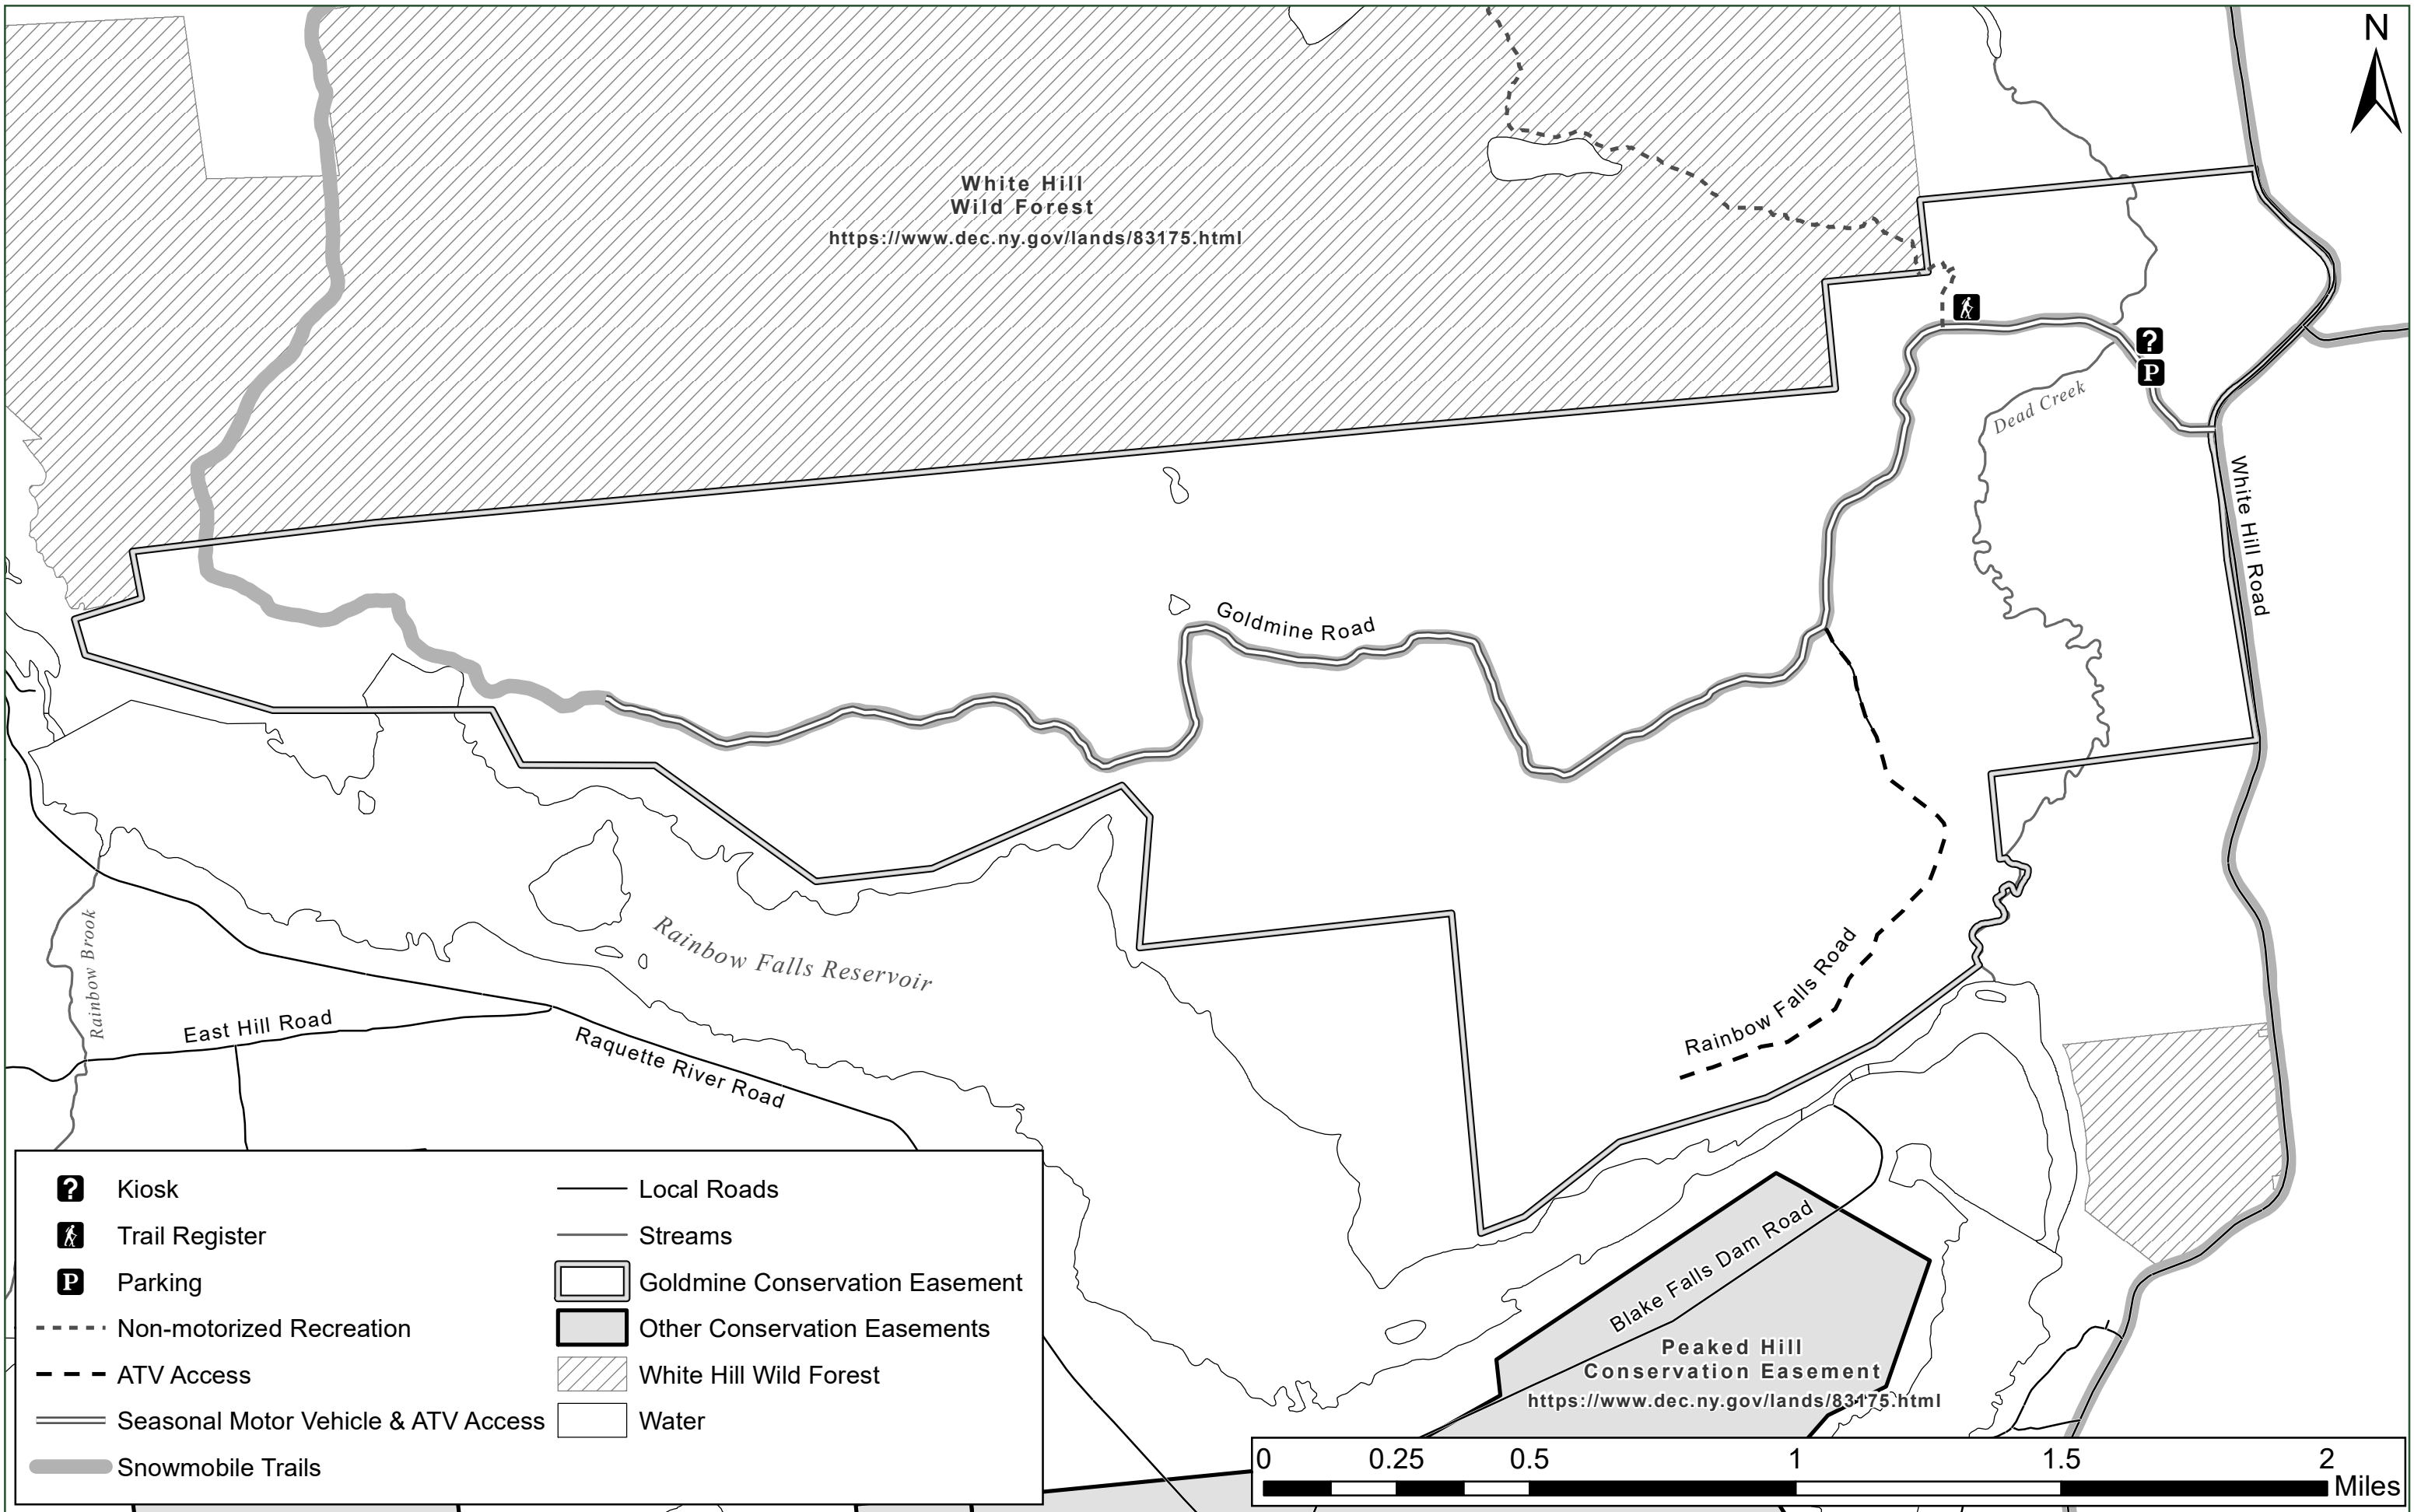 N
White Hill
Wild Forest
https://www.dec.ny.gov/lands/83175.html
?
P
Dead Creek
White Hill Road
Goldmine Road
Rainbow Falls Road
Rainbow Falls Reservoir
Rainbow Brook
East Hill Road
Raquette River Road
Blake Falls Dam Road
Peaked Hill
Conservation Easement
https://www.dec.ny.gov/lands/83175.html
? Kiosk
Trail Register
P Parking
Non-motorized Recreation
ATV Access
Seasonal Motor Vehicle & ATV Access
Snowmobile Trails
Local Roads
Streams
Goldmine Conservation Easement
Other Conservation Easements
White Hill Wild Forest
Water
0 0.25 0.5 1 1.5 2
Miles